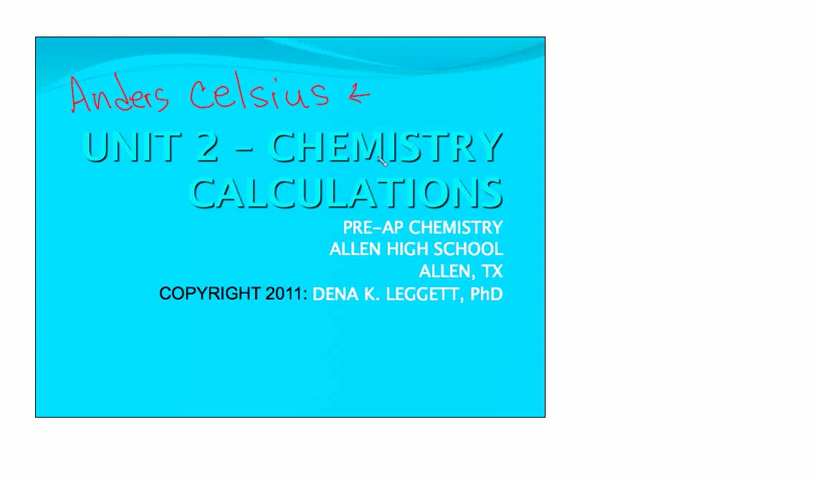 Anders Celsius ←
UNIT 2 – CHEMISTRY
CALCULATIONS
PRE-AP CHEMISTRY
ALLEN HIGH SCHOOL
ALLEN, TX
COPYRIGHT 2011: DENA K. LEGGETT, PhD